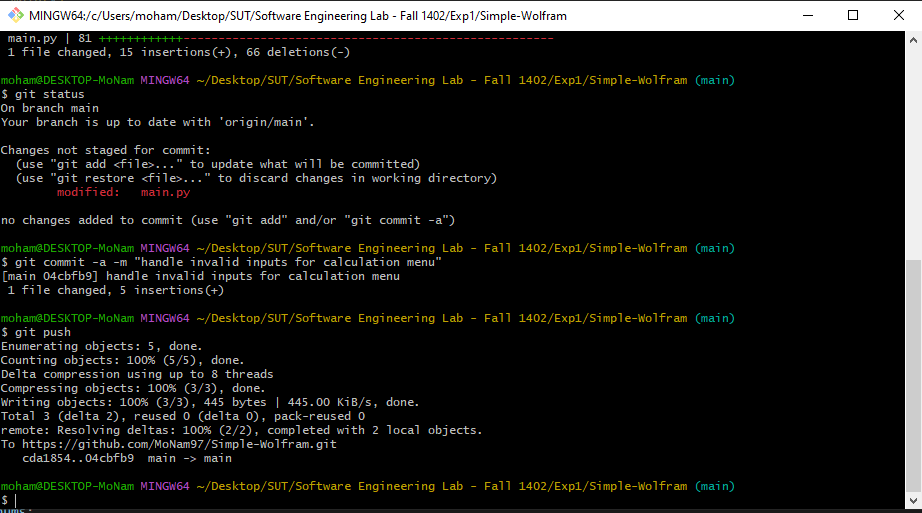 MINGW64:/c/Users/moham/Desktop/SUT/Software Engineering Lab - Fall 1402/Exp1/Simple-Wolfram
main.py | 81 ++++++++++++------------------------------------------------------
1 file changed, 15 insertions(+), 66 deletions(-)
moham@DESKTOP-MoNam MINGW64 ~/Desktop/SUT/Software Engineering Lab - Fall 1402/Exp1/Simple-Wolfram (main)
$ git status
On branch main
Your branch is up to date with 'origin/main'.
Changes not staged for commit:
(use "git add <file>..." to update what will be committed)
(use "git restore <file>..." to discard changes in working directory)
modified: main.py
no changes added to commit (use "git add" and/or "git commit -a")
moham@DESKTOP-MoNam MINGW64 ~/Desktop/SUT/Software Engineering Lab - Fall 1402/Exp1/Simple-Wolfram (main)
$ git commit -a -m "handle invalid inputs for calculation menu"
[main 04cbfb9] handle invalid inputs for calculation menu
1 file changed, 5 insertions(+)
moham@DESKTOP-MoNam MINGW64 ~/Desktop/SUT/Software Engineering Lab - Fall 1402/Exp1/Simple-Wolfram (main)
$ git push
Enumerating objects: 5, done.
Counting objects: 100% (5/5), done.
Delta compression using up to 8 threads
Compressing objects: 100% (3/3), done.
Writing objects: 100% (3/3), 445 bytes | 445.00 KiB/s, done.
Total 3 (delta 2), reused 0 (delta 0), pack-reused 0
remote: Resolving deltas: 100% (2/2), completed with 2 local objects.
To https://github.com/MoNam97/Simple-Wolfram.git
cda1854..04cbfb9 main -> main
moham@DESKTOP-MoNam MINGW64 ~/Desktop/SUT/Software Engineering Lab - Fall 1402/Exp1/Simple-Wolfram (main)
$